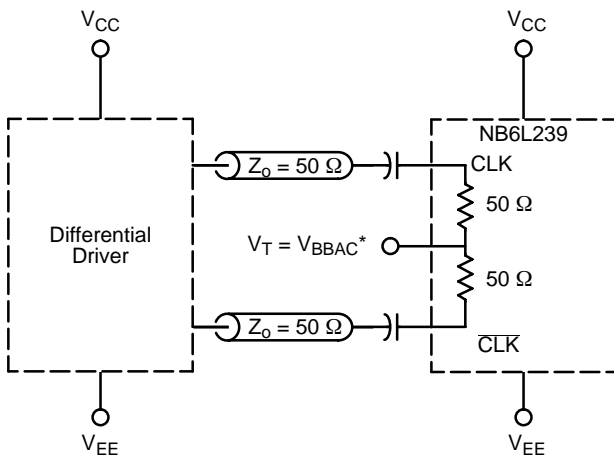 VCC
VCC
NB6L239
CLK
Zo = 50 Ω
50 Ω
Differential
Driver
VT = VBBAC*
50 Ω
Zo = 50 Ω
CLK
VEE
VEE